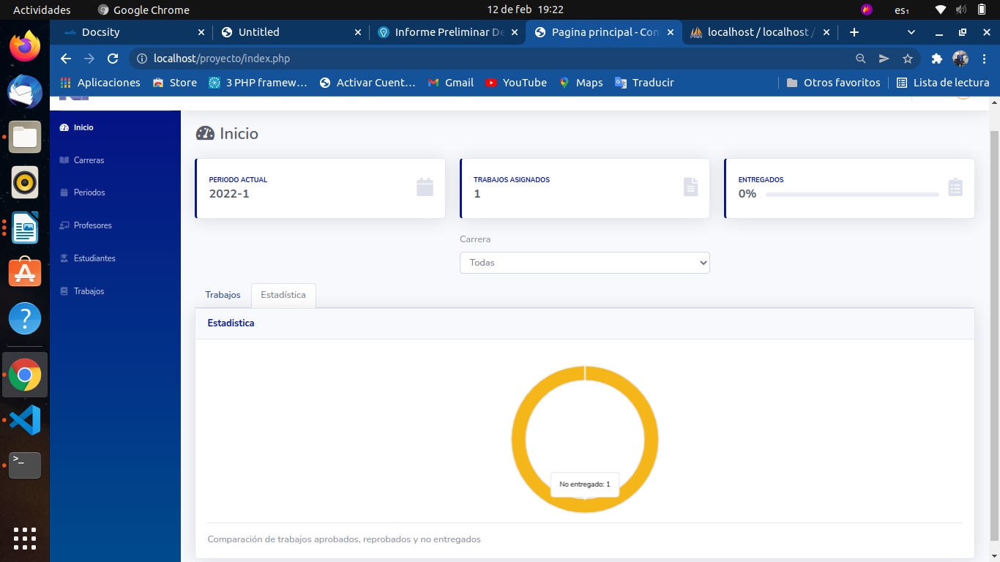 Actividades
Google Chrome
12 de feb 19:22
es₁
Docsity
Untitled
Informe Preliminar De
Pagina principal - Con
localhost / localhost /
localhost/proyecto/index.php
Aplicaciones
Store
3 PHP framew...
Activar Cuent...
Gmail
YouTube
Maps
Traducir
Otros favoritos
Lista de lectura
Inicio
Carreras
Periodos
Profesores
Estudiantes
Trabajos
Inicio
PERIODO ACTUAL
2022-1
TRABAJOS ASIGNADOS
1
ENTREGADOS
0%
Carrera
Todas
Trabajos
Estadística
Estadistica
No entregado: 1
Comparación de trabajos aprobados, reprobados y no entregados